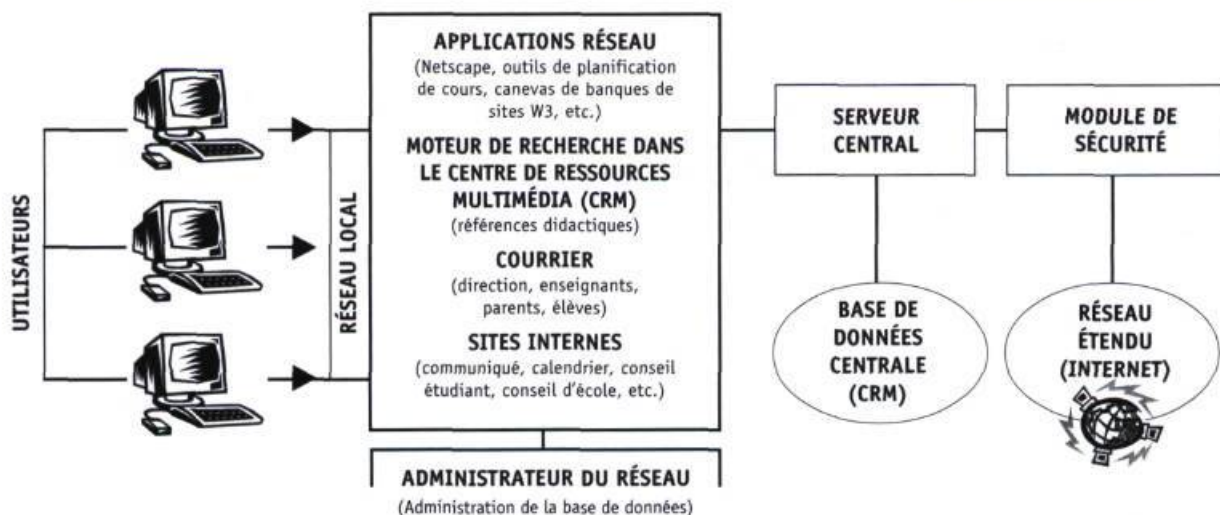 UTILISATEURS
RÉSEAU LOCAL
APPLICATIONS RÉSEAU
(Netscape, outils de planification
de cours, canevas de banques de
sites W3, etc.)
MOTEUR DE RECHERCHE DANS
LE CENTRE DE RESSOURCES
MULTIMÉDIA (CRM)
(références didactiques)
COURRIER
(direction, enseignants,
parents, élèves)
SITES INTERNES
(communiqué, calendrier, conseil
étudiant, conseil d'école, etc.)
ADMINISTRATEUR DU RÉSEAU
(Administration de la base de données)
SERVEUR
CENTRAL
MODULE DE
SÉCURITÉ
BASE DE
DONNÉES
CENTRALE
(CRM)
RÉSEAU
ÉTENDU
(INTERNET)